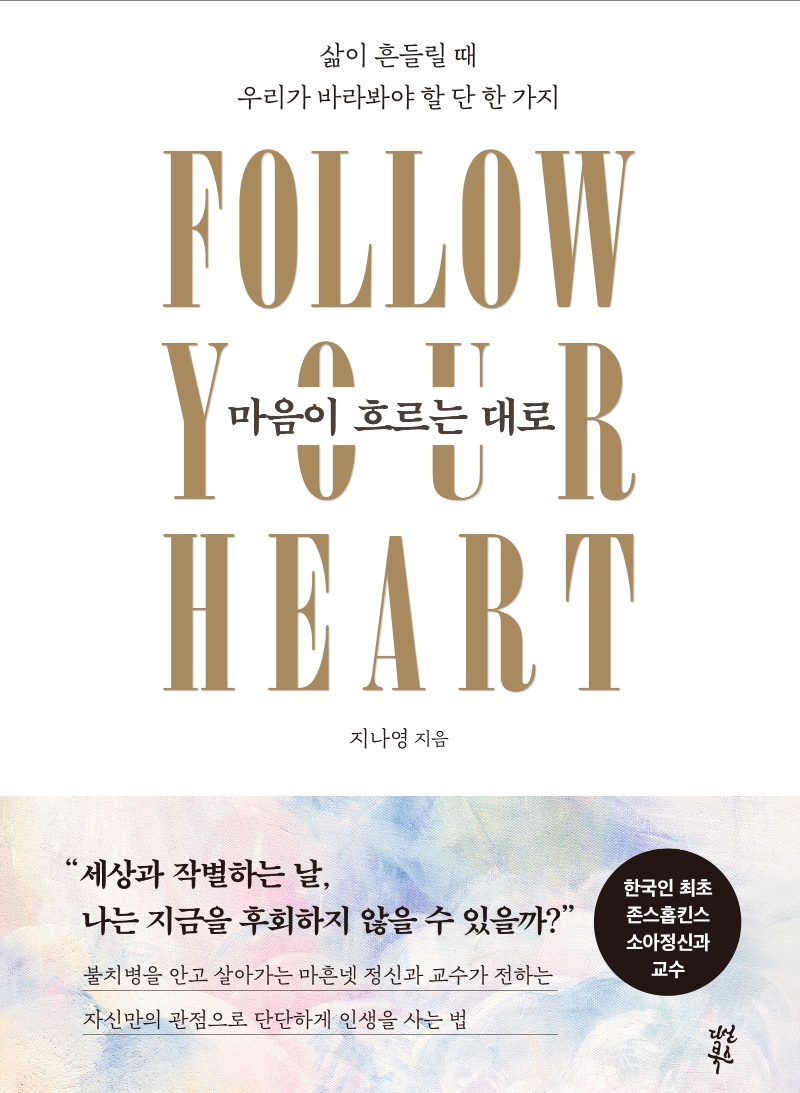 삶이 흔들릴 때
우리가 바라봐야 할 단 한 가지
FOLLOW
YOUR
마음이 흐르는 대로
HEART
지나영 지음
“세상과 작별하는 날,
나는 지금을 후회하지 않을 수 있을까?”
불치병을 안고 살아가는 마흔넷 정신과 교수가 전하는
자신만의 관점으로 단단하게 인생을 사는 법
한국인 최초
존스홉킨스
소아정신과
교수
다산
북스